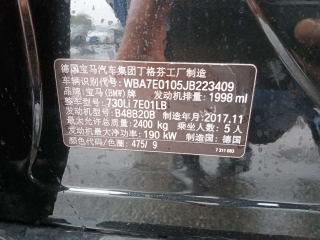 德国宝马汽车集团丁格芬工厂制造
车辆识别代号: WBA7E0105JB223409
品牌: 宝马(BMW)牌 发动机排量: 1998 ml
型号: 730Li 7E01LB
发动机型号: B48B20B 制造年月: 2017.11
最大允许总质量: 2400 kg 乘坐人数: 5 人
发动机最大净功率: 190 kW 制造国: 德国
颜色代码/色圈: 475/ 9